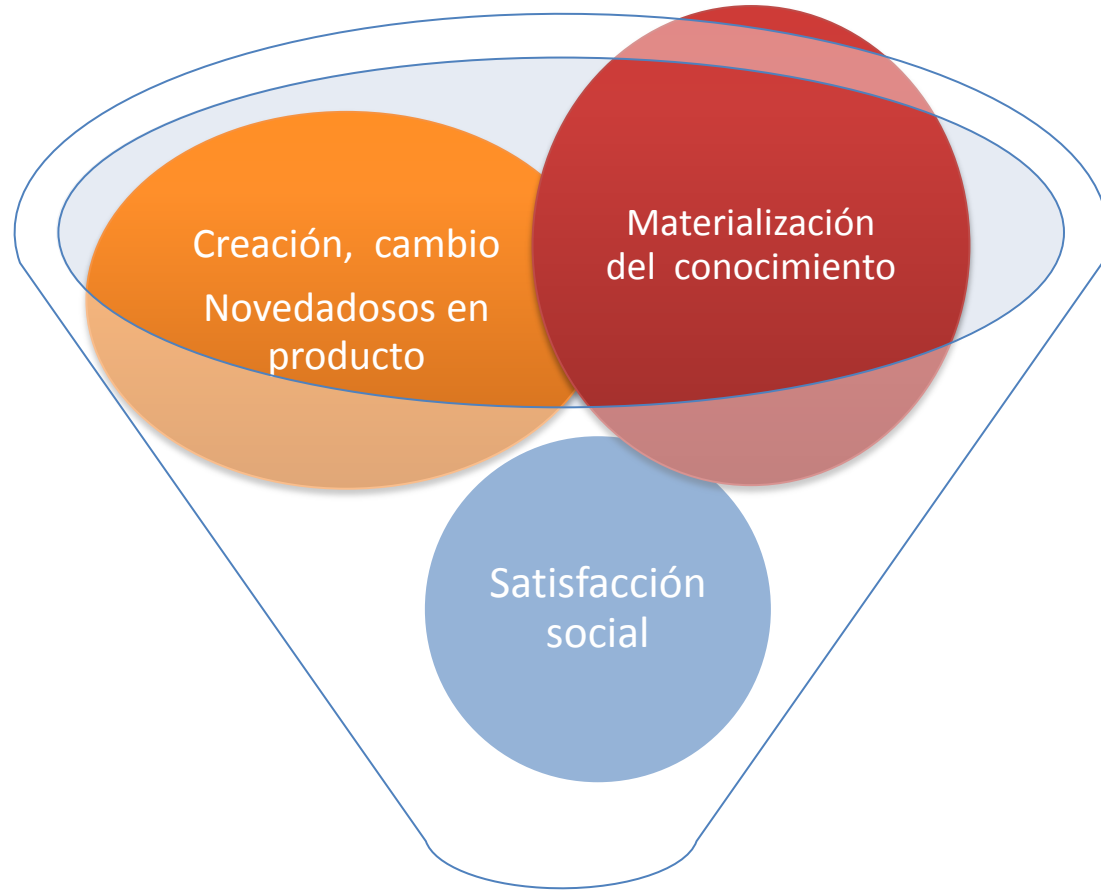 Creación, cambio
Novedadosos en
producto
Materialización
del conocimiento
Satisfacción
social